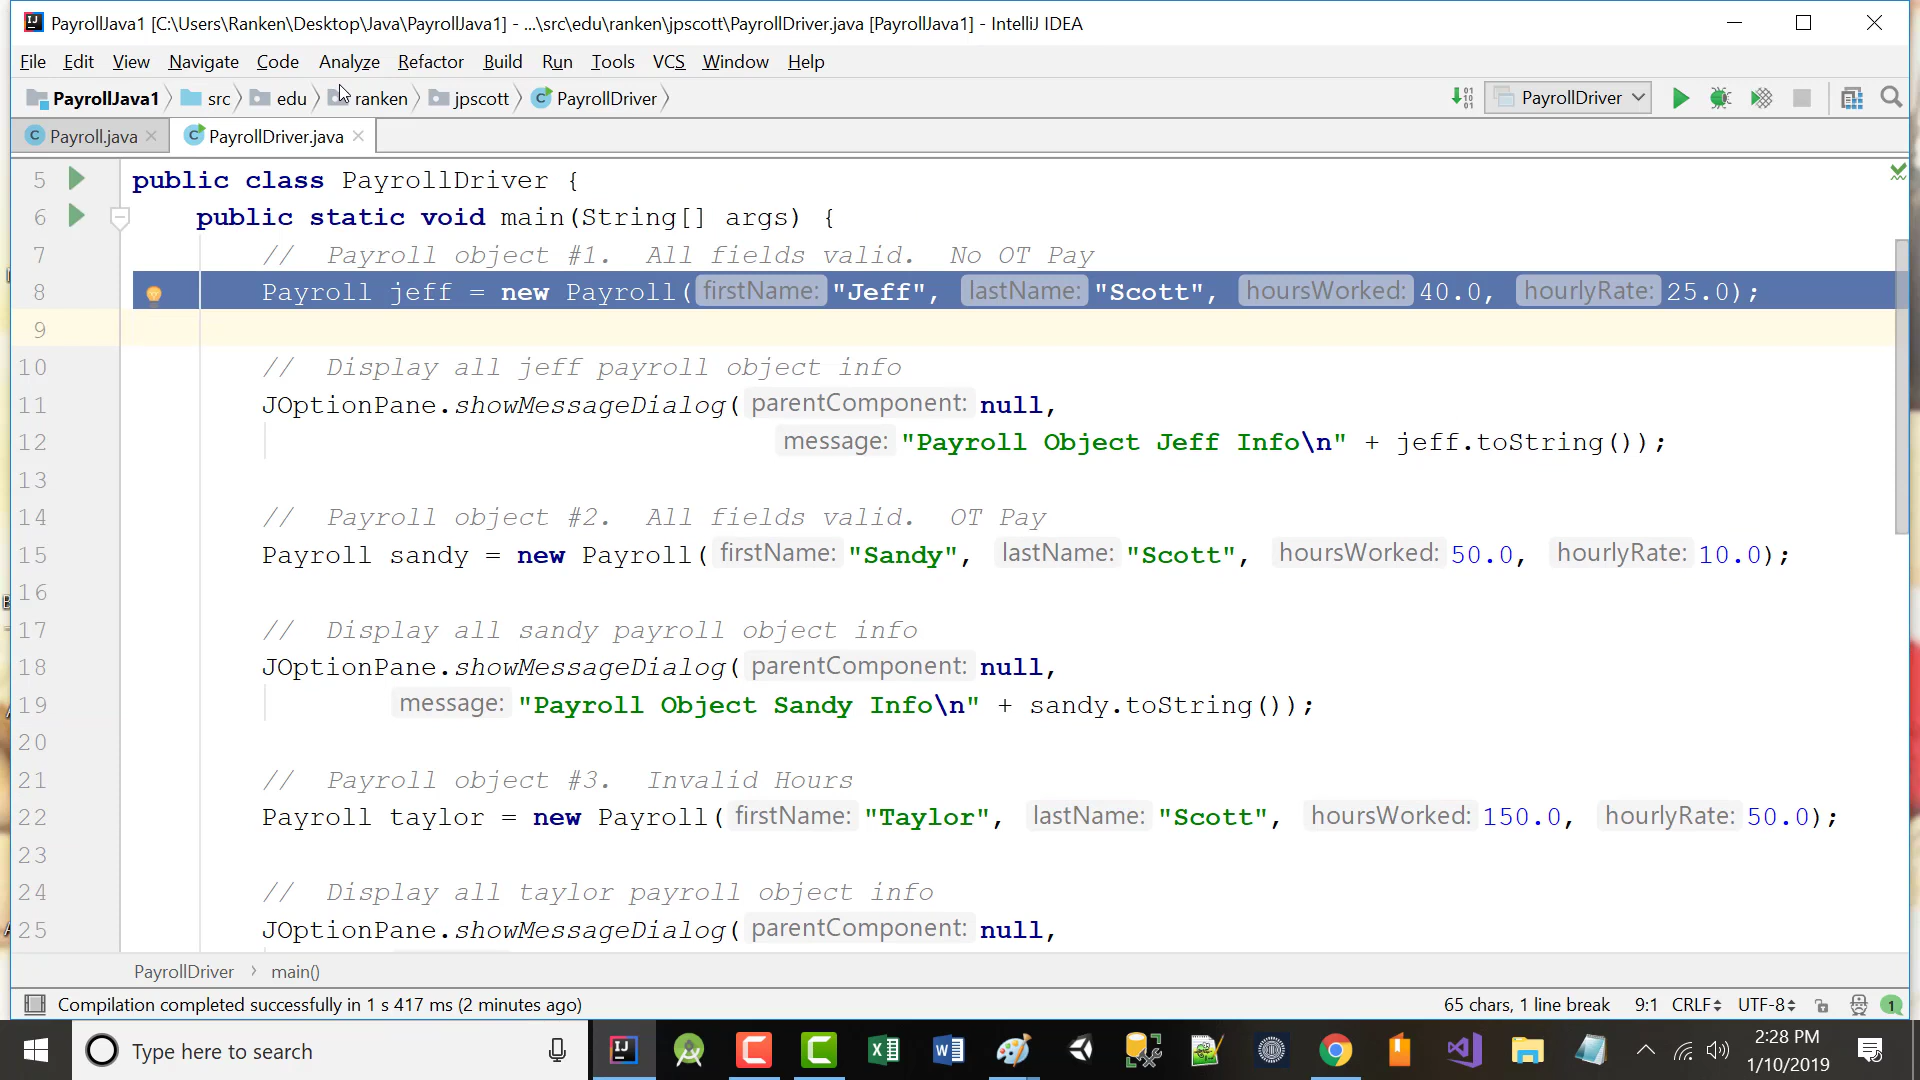 PayrollJava1 [C:\Users\Ranken\Desktop\Java\PayrollJava1] - ...\src\edu\ranken\jpscott\PayrollDriver.java [PayrollJava1] - IntelliJ IDEA
File Edit View Navigate Code Analyze Refactor Build Run Tools VCS Window Help
PayrollJava1 src edu ranken jpscott PayrollDriver PayrollDriver
Payroll.java PayrollDriver.java
5 public class PayrollDriver {
6 public static void main(String[] args) {
7 // Payroll object #1. All fields valid. No OT Pay
8 Payroll jeff = new Payroll( firstName: "Jeff", lastName: "Scott", hoursWorked: 40.0, hourlyRate: 25.0);
9
10 // Display all jeff payroll object info
11 JOptionPane.showMessageDialog( parentComponent: null,
12 message: "Payroll Object Jeff Info\n" + jeff.toString());
13
14 // Payroll object #2. All fields valid. OT Pay
15 Payroll sandy = new Payroll( firstName: "Sandy", lastName: "Scott", hoursWorked: 50.0, hourlyRate: 10.0);
16
17 // Display all sandy payroll object info
18 JOptionPane.showMessageDialog( parentComponent: null,
19 message: "Payroll Object Sandy Info\n" + sandy.toString());
20
21 // Payroll object #3. Invalid Hours
22 Payroll taylor = new Payroll( firstName: "Taylor", lastName: "Scott", hoursWorked: 150.0, hourlyRate: 50.0);
23
24 // Display all taylor payroll object info
25 JOptionPane.showMessageDialog( parentComponent: null,
PayrollDriver › main()
Compilation completed successfully in 1 s 417 ms (2 minutes ago) 65 chars, 1 line break 9:1 CRLF UTF-8 1
Type here to search 2:28 PM
1/10/2019